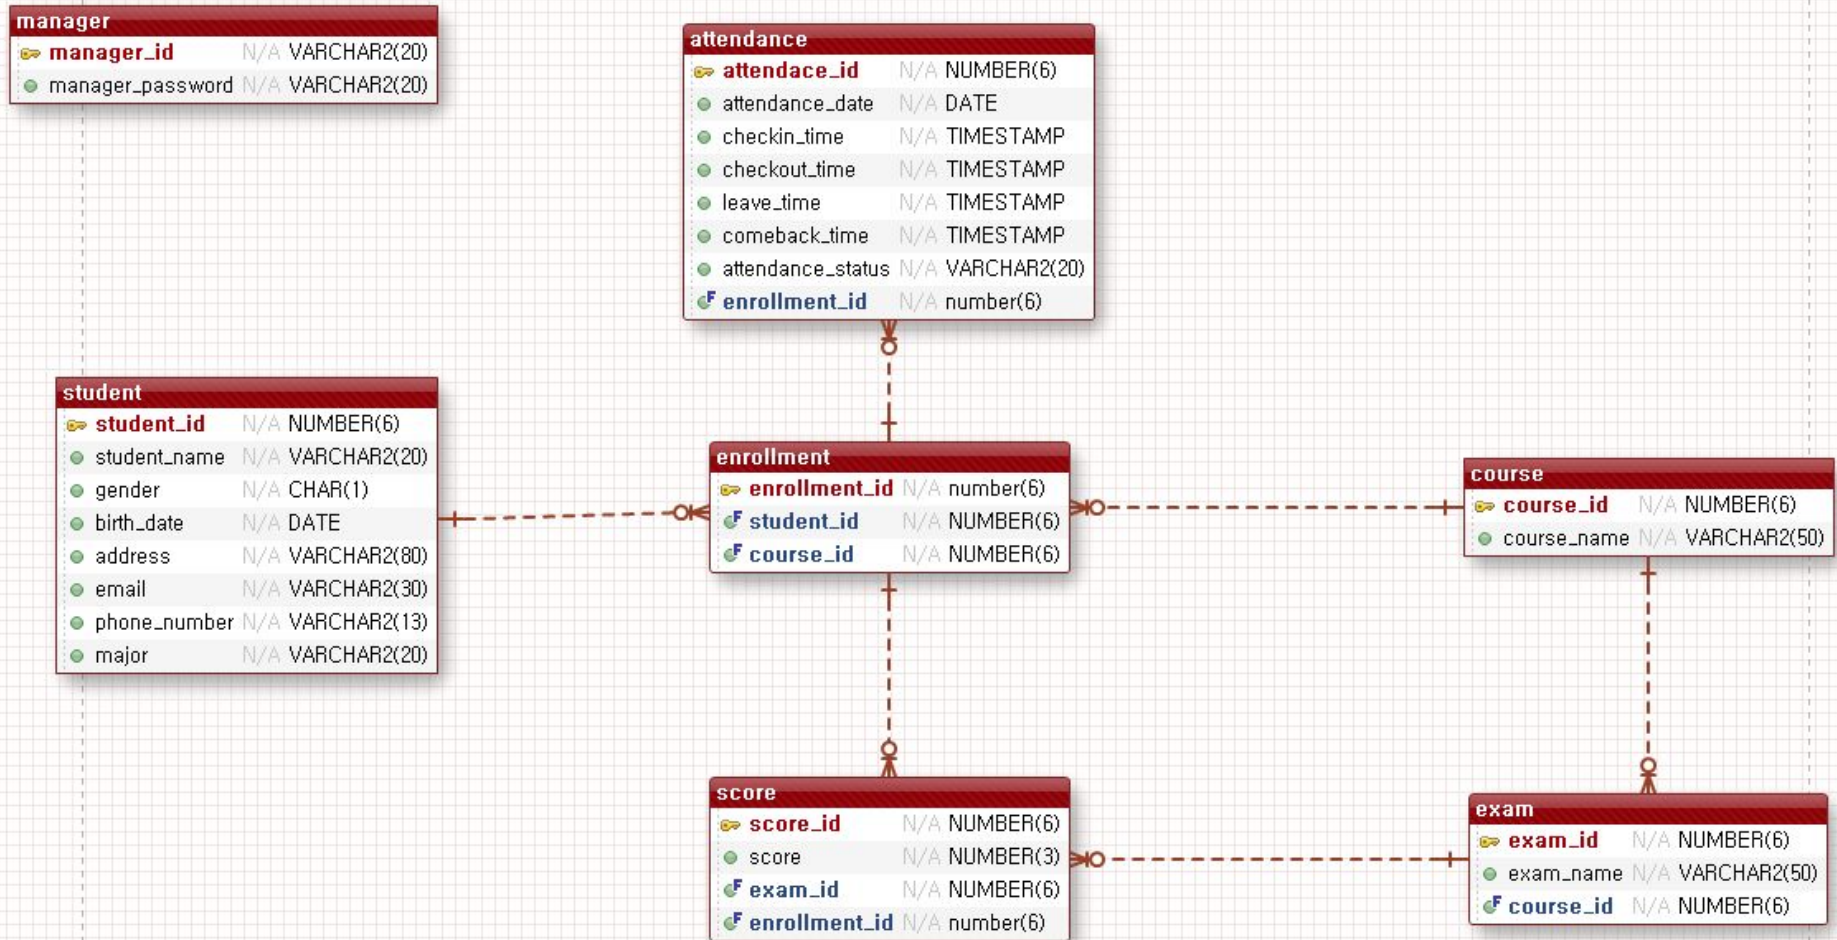 manager
manager_id N/A VARCHAR2(20)
manager_password N/A VARCHAR2(20)
attendance
attendace_id N/A NUMBER(6)
attendance_date N/A DATE
checkin_time N/A TIMESTAMP
checkout_time N/A TIMESTAMP
leave_time N/A TIMESTAMP
comeback_time N/A TIMESTAMP
attendance_status N/A VARCHAR2(20)
F enrollment_id N/A number(6)
student
student_id N/A NUMBER(6)
student_name N/A VARCHAR2(20)
gender N/A CHAR(1)
birth_date N/A DATE
address N/A VARCHAR2(80)
email N/A VARCHAR2(30)
phone_number N/A VARCHAR2(13)
major N/A VARCHAR2(20)
enrollment
enrollment_id N/A number(6)
F student_id N/A NUMBER(6)
F course_id N/A NUMBER(6)
course
course_id N/A NUMBER(6)
course_name N/A VARCHAR2(50)
score
score_id N/A NUMBER(6)
score N/A NUMBER(3)
F exam_id N/A NUMBER(6)
F enrollment_id N/A number(6)
exam
exam_id N/A NUMBER(6)
exam_name N/A VARCHAR2(50)
F course_id N/A NUMBER(6)